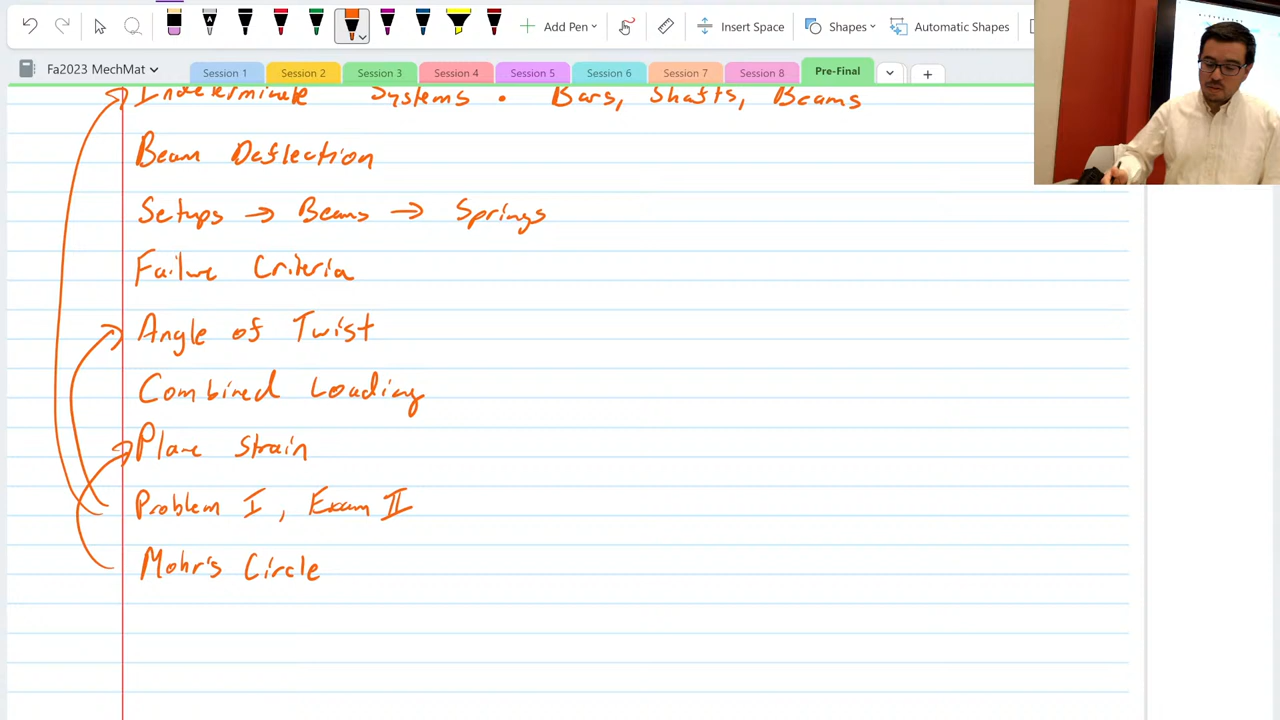 Add Pen
Insert Space
Shapes
Automatic Shapes
Fa2023 MechMat
Session 1
Session 2
Session 3
Session 4
Session 5
Session 6
Session 7
Session 8
Pre-Final
Indeterminate Systems . Bars, Shafts, Beams
Beam Deflection
Setups → Beams → Springs
Failure Criteria
Angle of Twist
Combined Loading
Plane Strain
Problem I, Exam II
Mohr's Circle